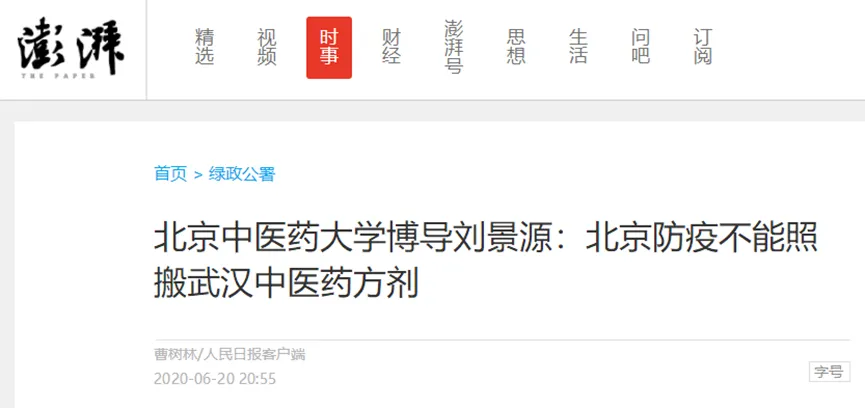 澎湃
THE PAPER
精选
视频
时事
财经
澎湃号
思想
生活
问吧
订阅
首页 > 绿政公署
北京中医药大学博导刘景源：北京防疫不能照
搬武汉中医药方剂
曹树林/人民日报客户端
2020-06-20 20:55
字号